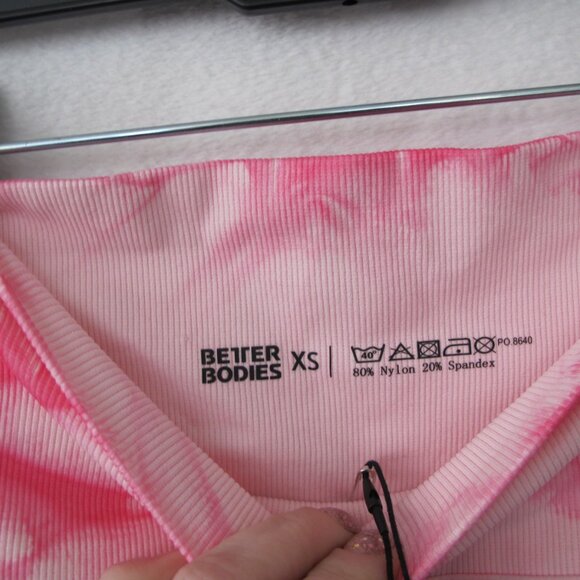 BETTER
BODIES
XS
40°
PO.8640
80% Nylon 20% Spandex